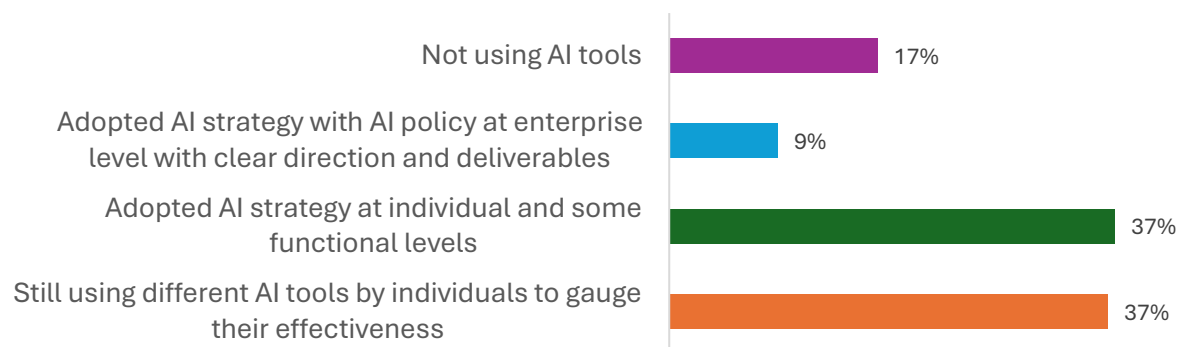 Not using AI tools
17%
Adopted AI strategy with AI policy at enterprise
level with clear direction and deliverables
9%
Adopted AI strategy at individual and some
functional levels
37%
Still using different AI tools by individuals to gauge
their effectiveness
37%